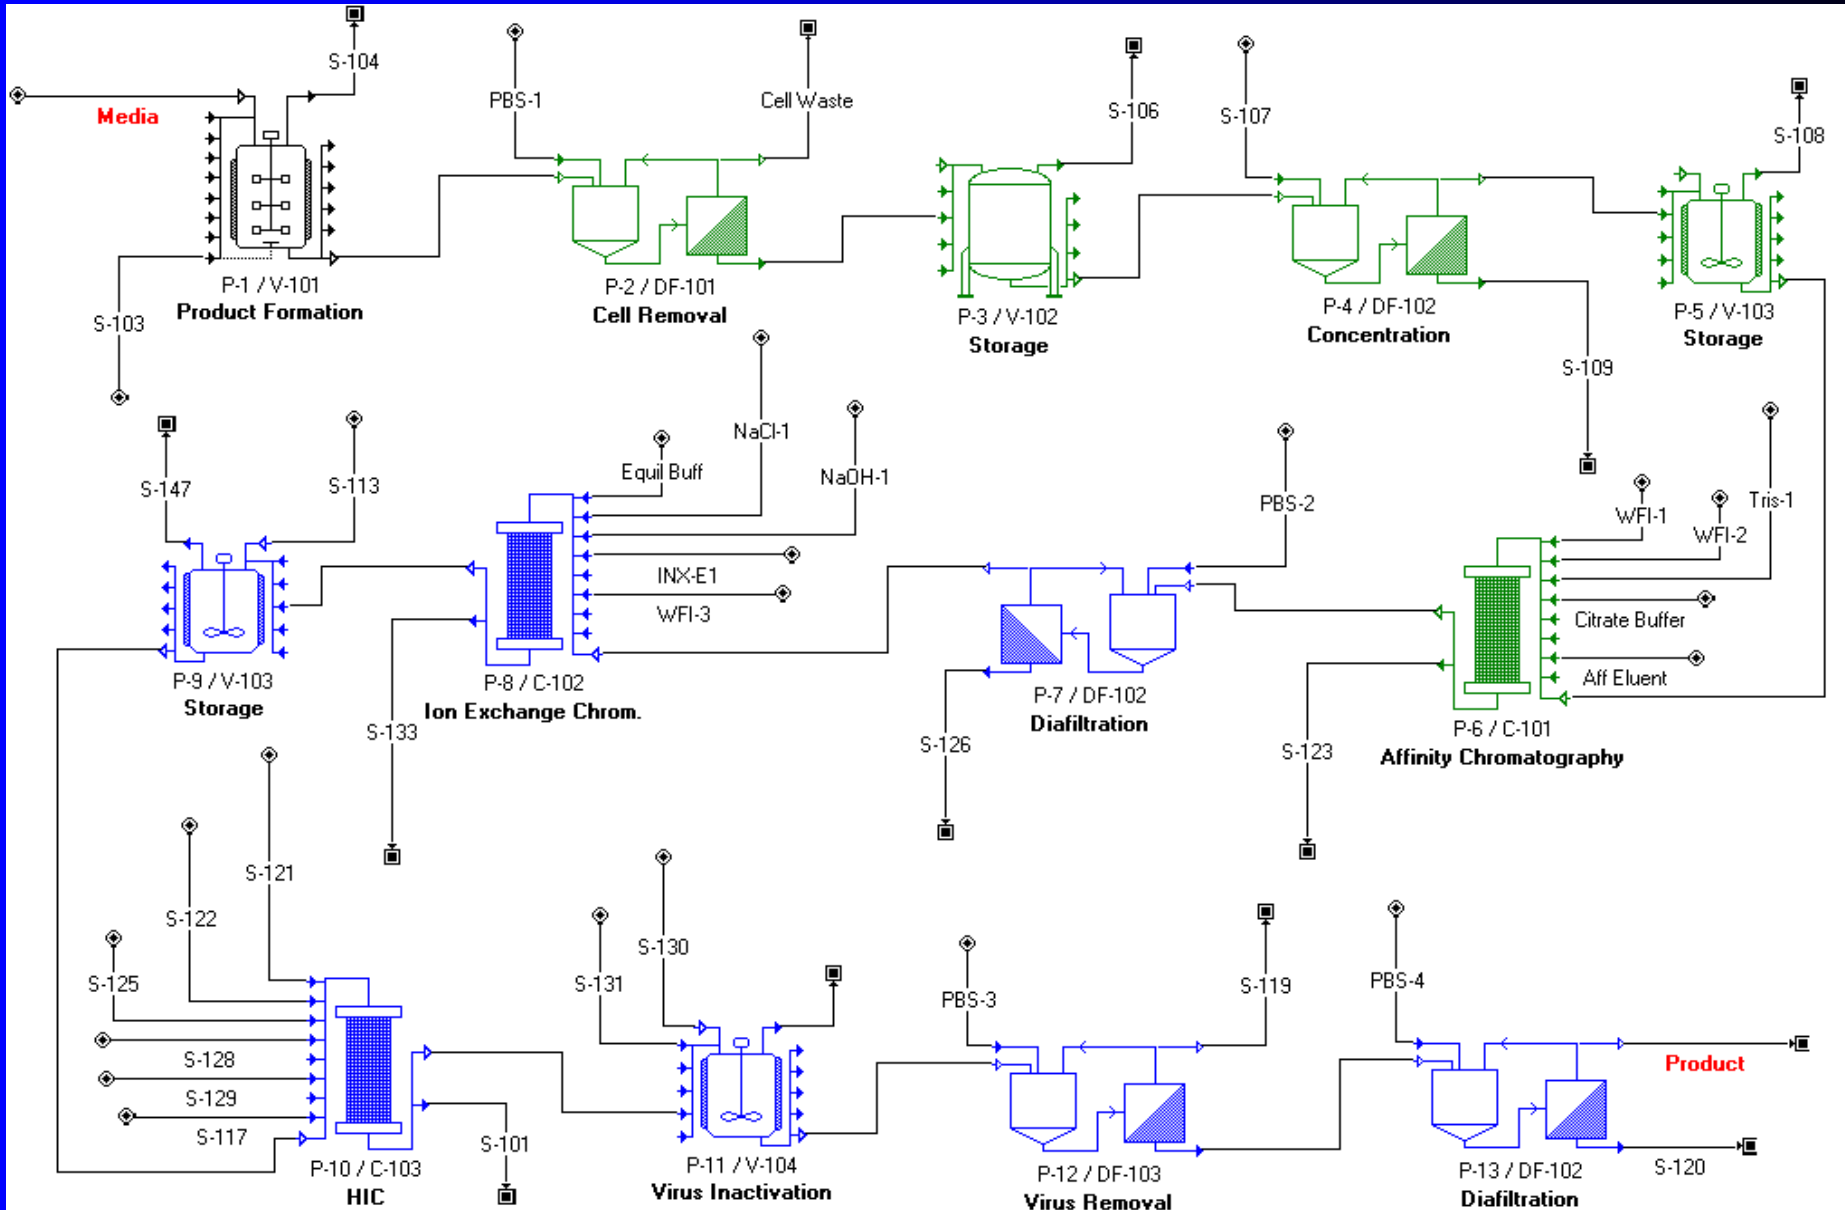 S-104
Media
PBS-1
Cell Waste
S-106
S-107
S-108
P-1 / V-101
Product Formation
P-2 / DF-101
Cell Removal
P-3 / V-102
Storage
P-4 / DF-102
Concentration
P-5 / V-103
Storage
S-103
S-109
S-147
S-113
Equil Buff
NaCl-1
NaOH-1
INX-E1
WFI-3
PBS-2
WFI-1
WFI-2
Tris-1
Citrate Buffer
Aff Eluent
P-9 / V-103
Storage
P-8 / C-102
Ion Exchange Chrom.
P-7 / DF-102
Diafiltration
P-6 / C-101
Affinity Chromatography
S-133
S-126
S-123
S-121
S-122
S-125
S-128
S-129
S-117
S-131
S-130
PBS-3
S-119
PBS-4
Product
S-101
S-120
P-10 / C-103
HIC
P-11 / V-104
Virus Inactivation
P-12 / DF-103
Virus Removal
P-13 / DF-102
Diafiltration